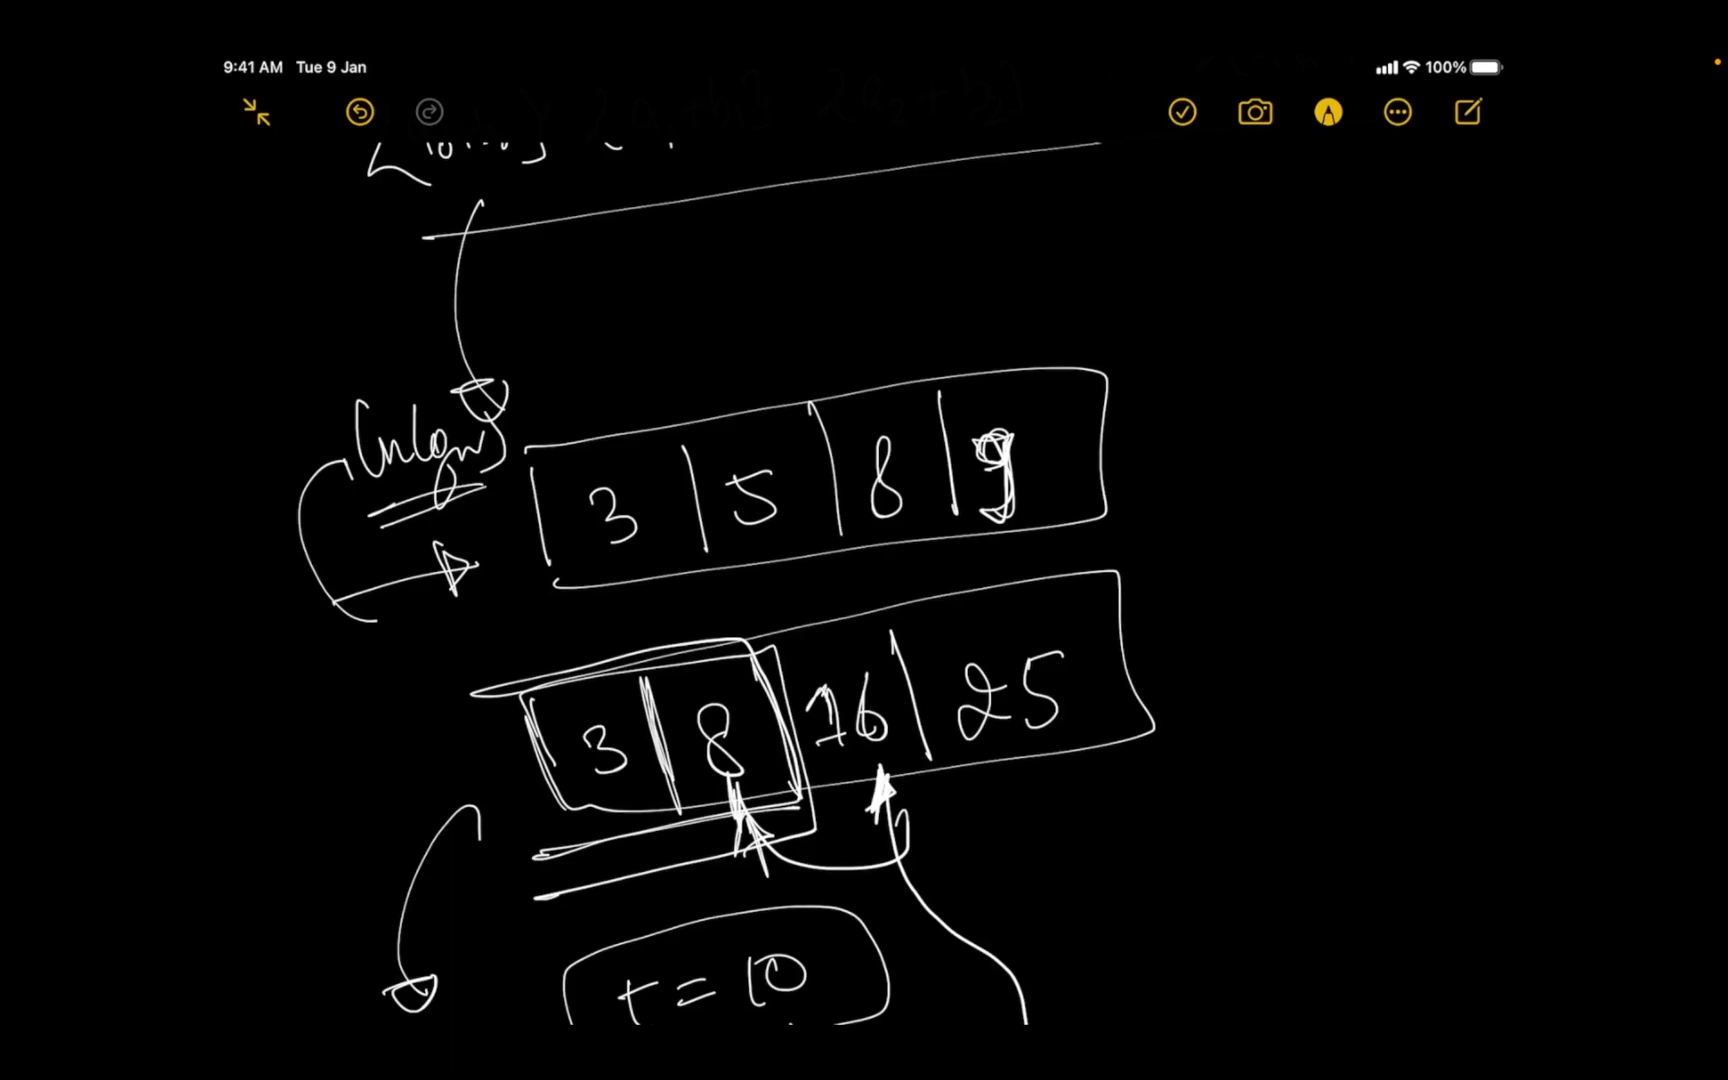 9:41 AM Tue 9 Jan 100%
(nlogn)
3 5 8 9
3 8 16 25
t = 10